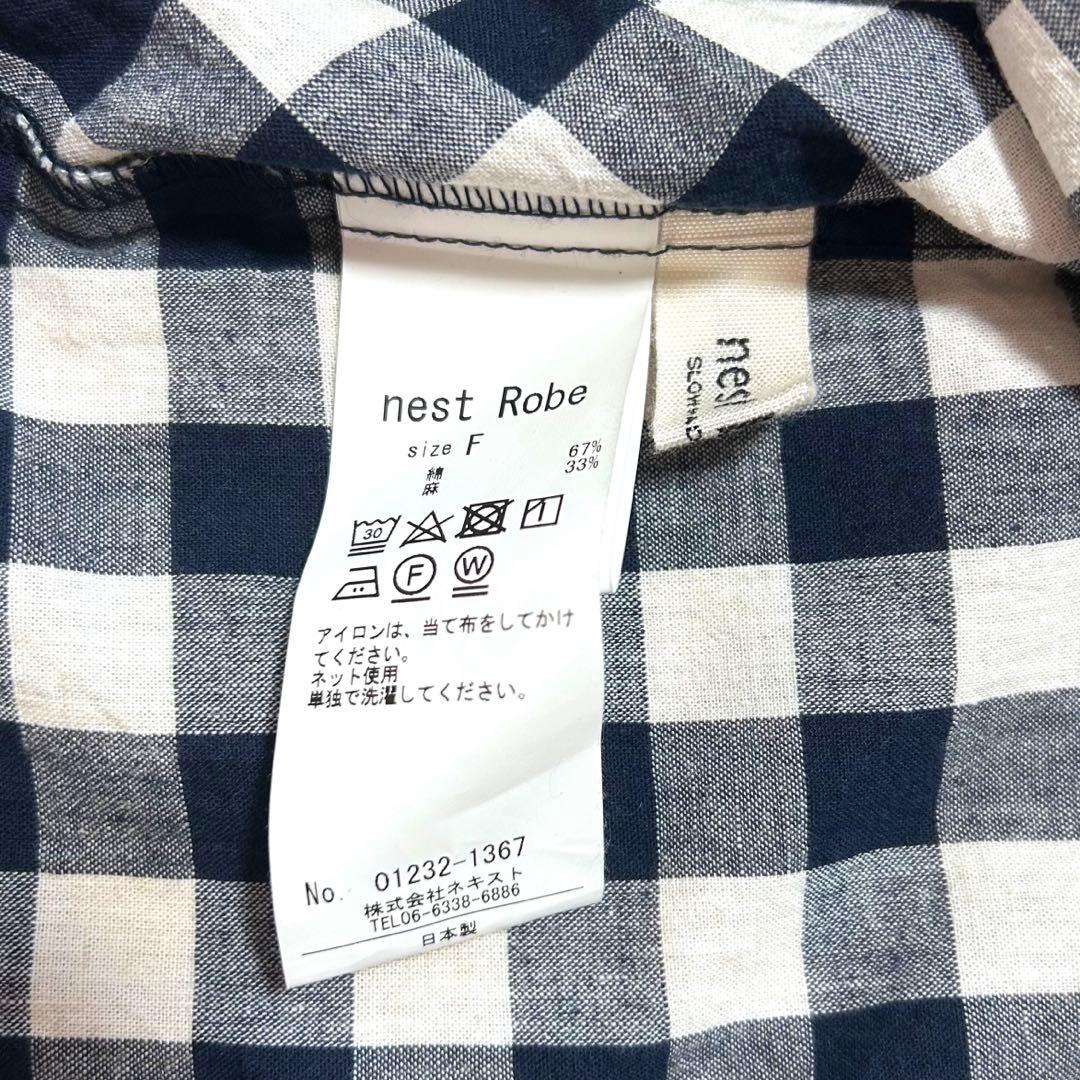 nest Robe
size F
綿 67%
麻 33%
30
1
F W
アイロンは、当て布をしてかけ
てください。
ネット使用
単独で洗濯してください。
No. 01232-1367
株式会社ネキスト
TEL06-6338-6886
日本製
nest